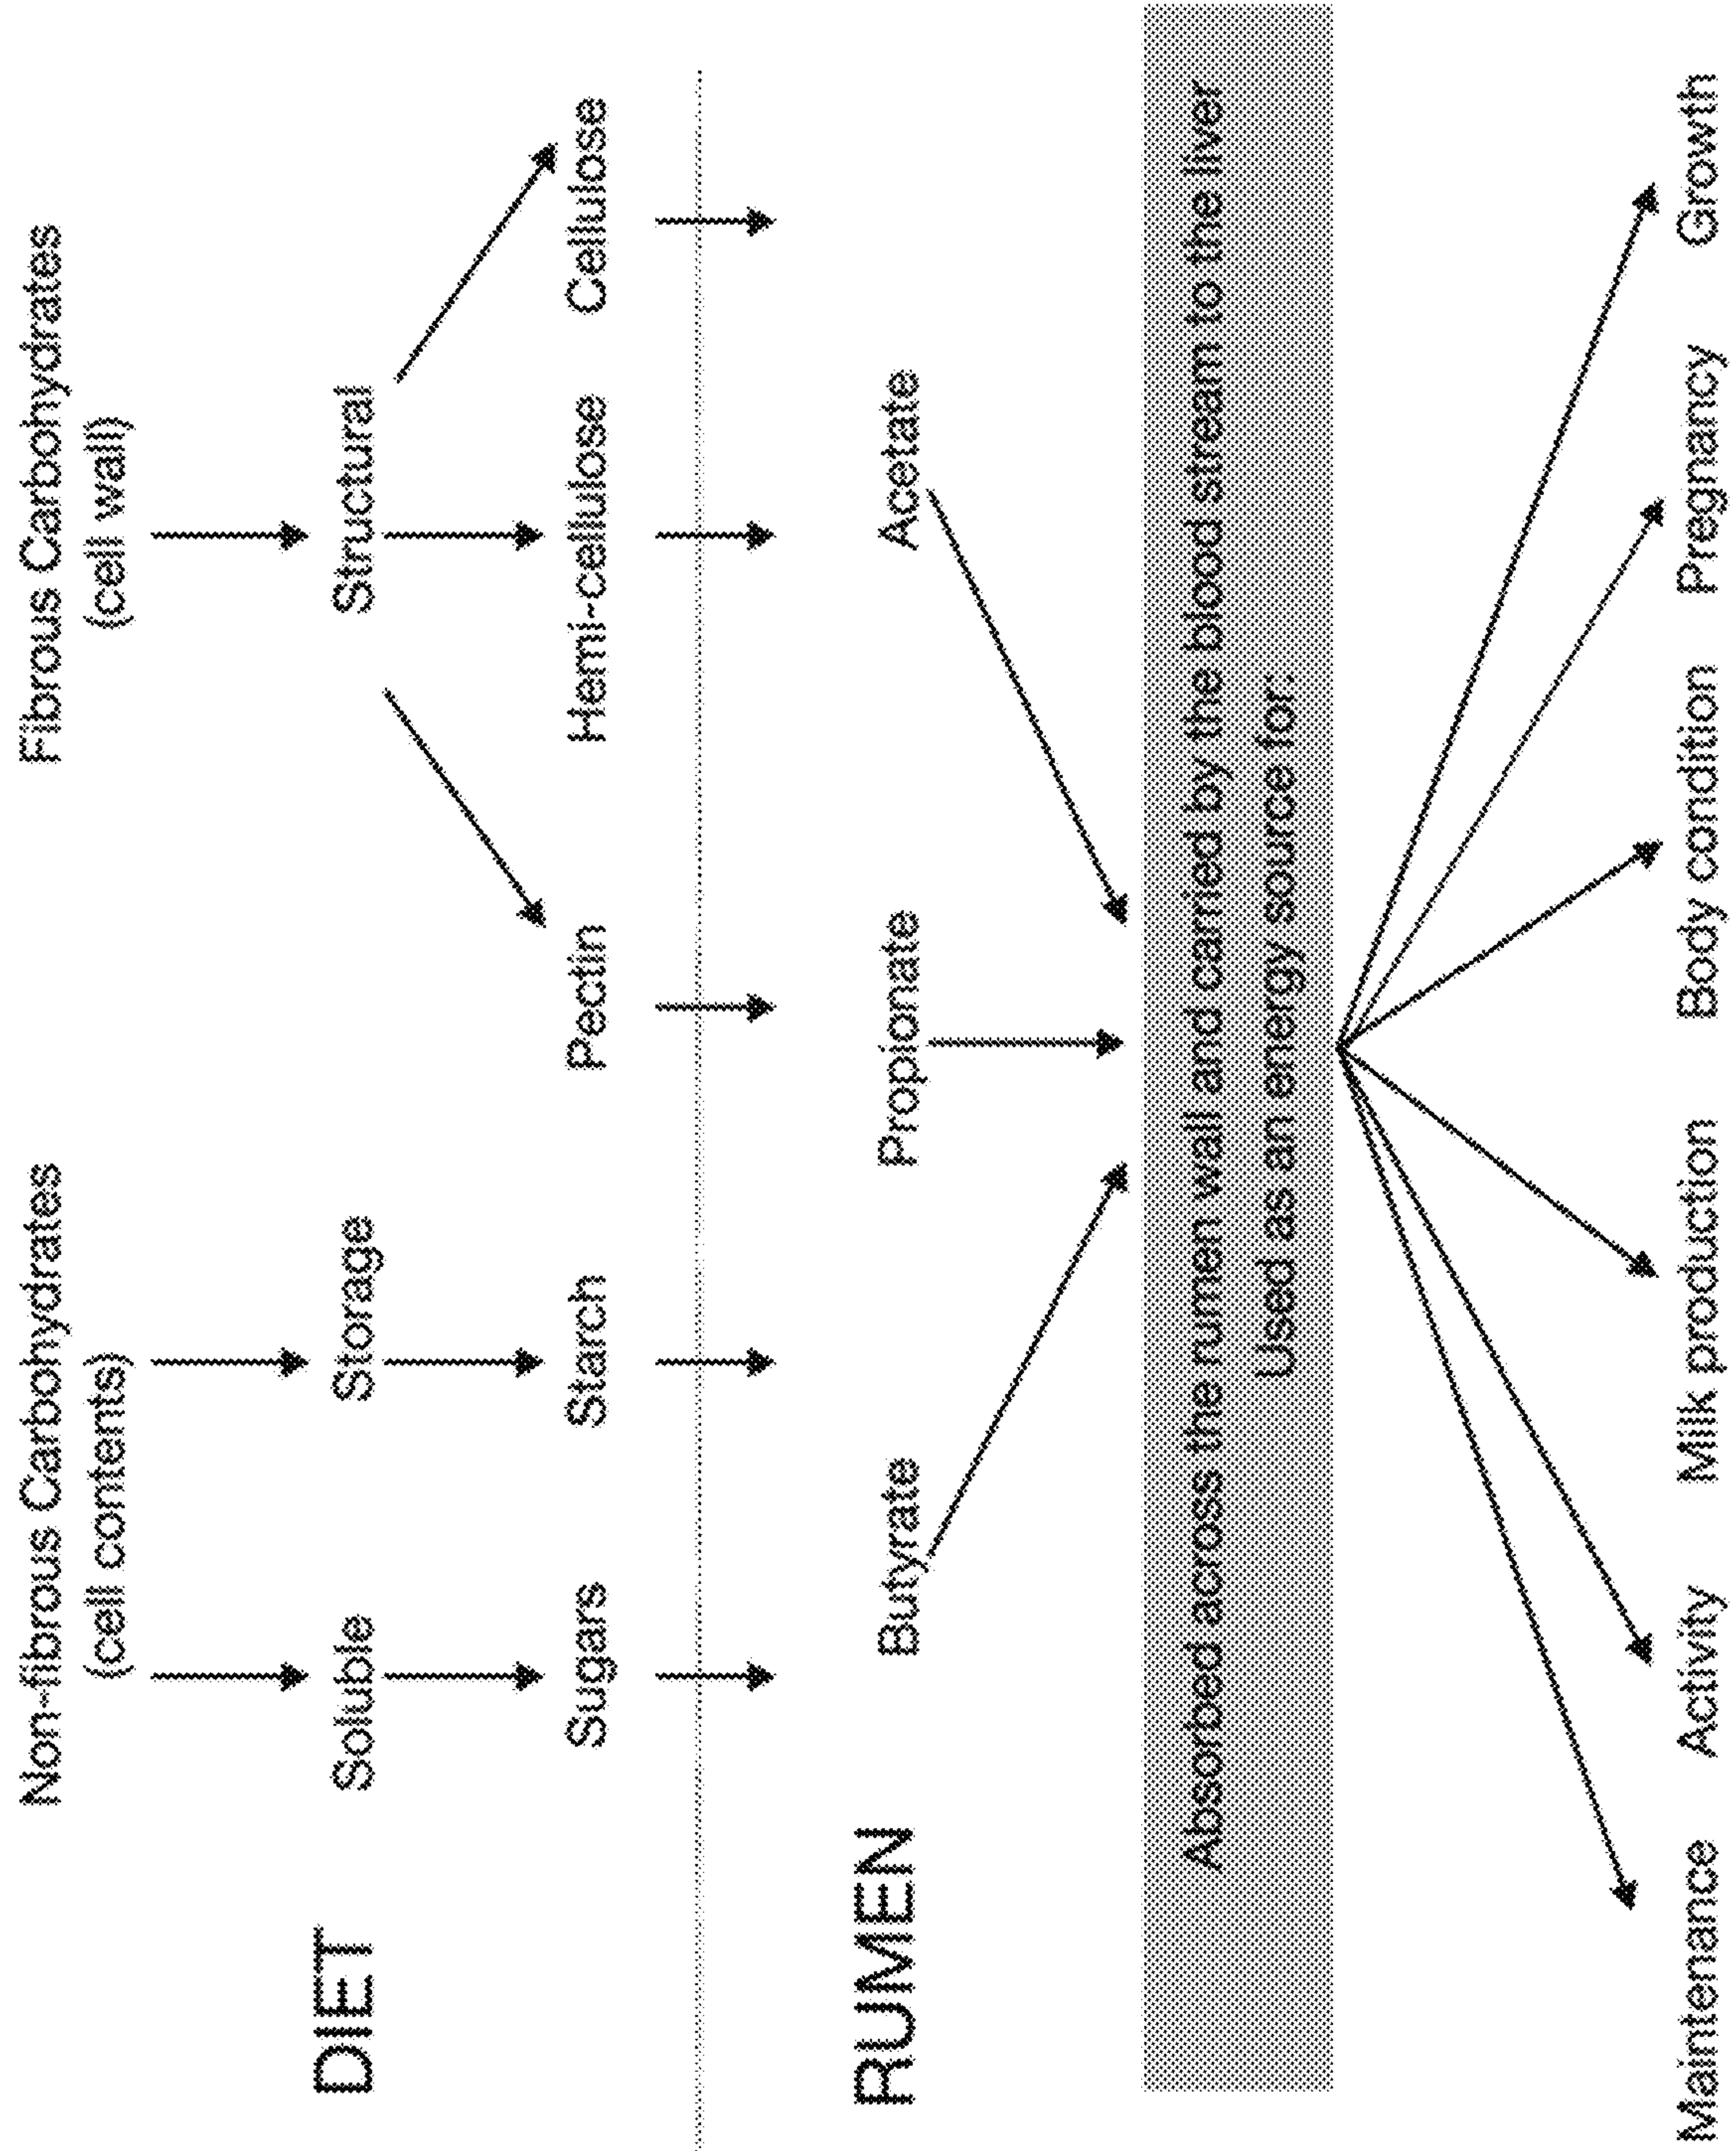 Non-fibrous Carbohydrates
(cell contents)
Fibrous Carbohydrates
(cell wall)
DIET
Soluble
Storage
Structural
Sugars
Starch
Pectin
Hemi-cellulose
Cellulose
RUMEN
Butyrate
Propionate
Acetate
Absorbed across the rumen wall and carried by the blood stream to the liver
Used as an energy source for:
Maintenance
Activity
Milk production
Body condition
Pregnancy
Growth